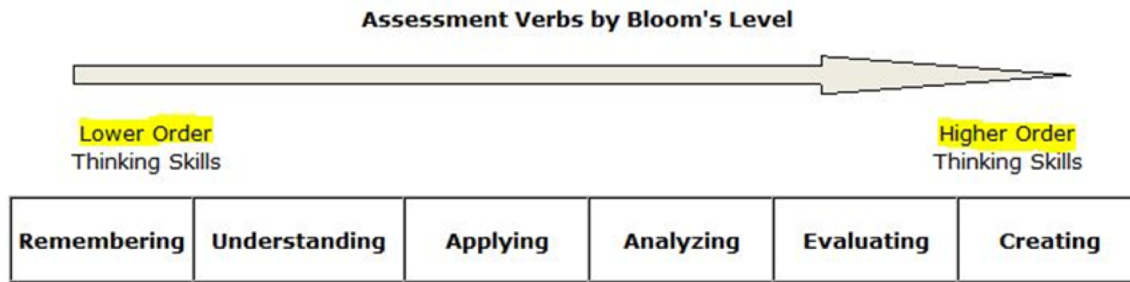 Assessment Verbs by Bloom's Level
Lower Order
Thinking Skills
Higher Order
Thinking Skills
Remembering Understanding Applying Analyzing Evaluating Creating